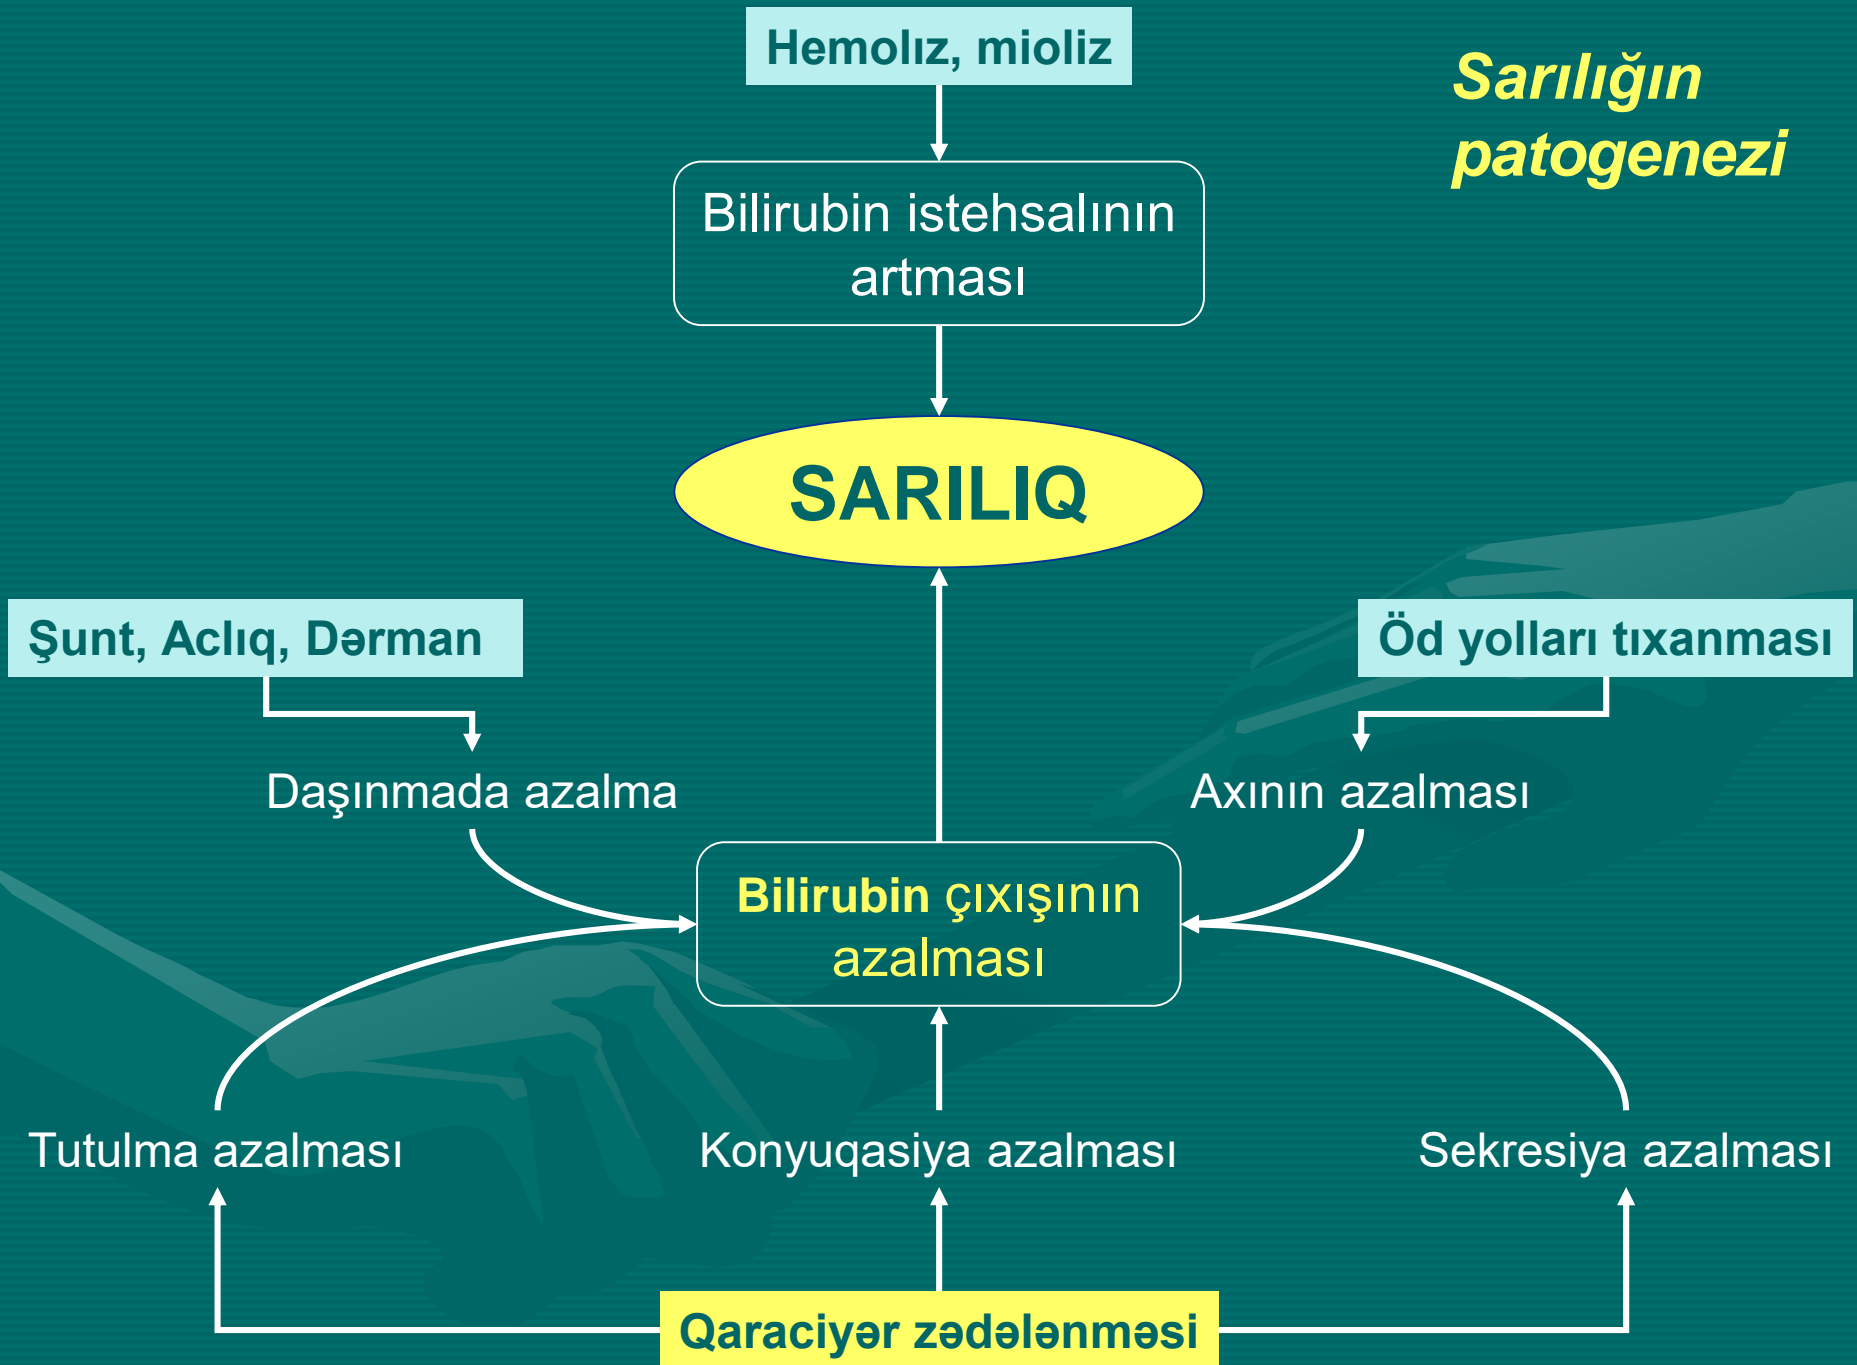 Hemolız, mioliz
Sarılığın
patogenezi
Bilirubin istehsalının
artması
SARILIQ
Şunt, Aclıq, Dərman
Öd yolları tıxanması
Daşınmada azalma
Axının azalması
Bilirubin çıxışının
azalması
Tutulma azalması
Konyuqasiya azalması
Sekresiya azalması
Qaraciyər zədələnməsi